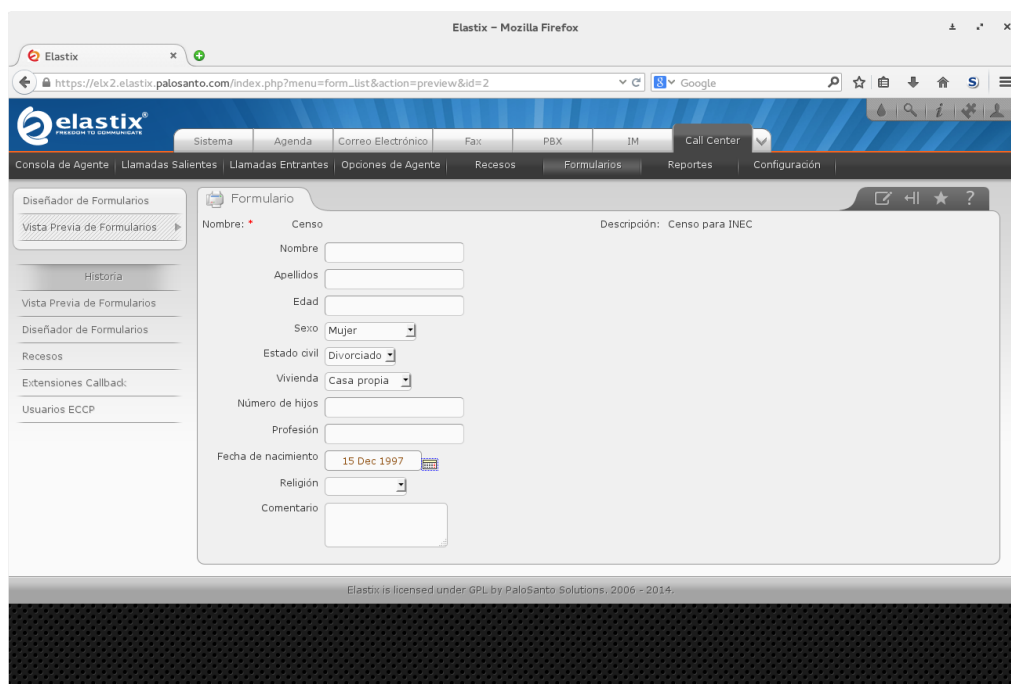 Elastix - Mozilla Firefox
Elastix
https://elx2.elastix.palosanto.com/index.php?menu=form_list&action=preview&id=2
Google
elastix®
FREEDOM TO COMMUNICATE
Sistema Agenda Correo Electrónico Fax PBX IM Call Center
Consola de Agente Llamadas Salientes Llamadas Entrantes Opciones de Agente Recesos Formularios Reportes Configuración
Diseñador de Formularios
Vista Previa de Formularios
Historia
Vista Previa de Formularios
Diseñador de Formularios
Recesos
Extensiones Callback
Usuarios ECCP
Formulario
Nombre: * Censo Descripción: Censo para INEC
Nombre
Apellidos
Edad
Sexo Mujer
Estado civil Divorciado
Vivienda Casa propia
Número de hijos
Profesión
Fecha de nacimiento 15 Dec 1997
Religión
Comentario
Elastix is licensed under GPL by PaloSanto Solutions. 2006 - 2014.